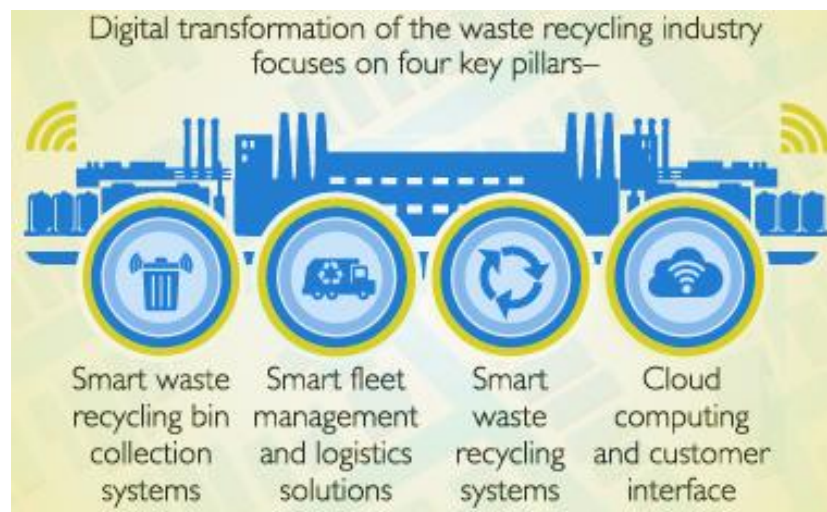 Digital transformation of the waste recycling industry
focuses on four key pillars–
Smart waste
recycling bin
collection
systems
Smart fleet
management
and logistics
solutions
Smart
waste
recycling
systems
Cloud
computing
and customer
interface